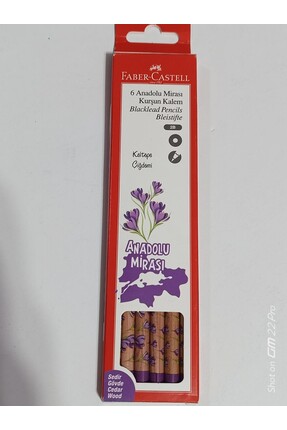 FABER-CASTELL
6 Anadolu Mirası
Kurşun Kalem
Blacklead Pencils
Bleistifte
2B
Keltepe
Çiğdemi
ANADOLU
MİRASI
Sedir
Gövde
Cedar
Wood
Shot on CM 22 Pro